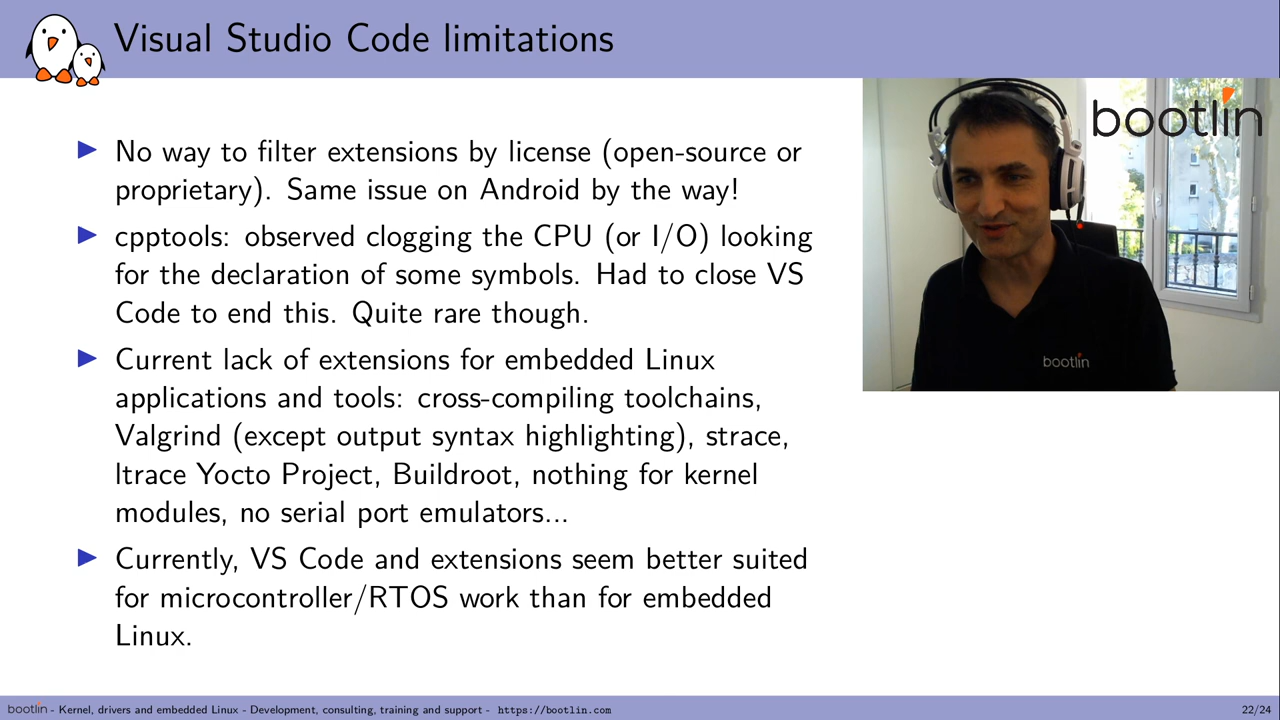 Visual Studio Code limitations
bootlin
No way to filter extensions by license (open-source or
proprietary). Same issue on Android by the way!
cpptools: observed clogging the CPU (or I/O) looking
for the declaration of some symbols. Had to close VS
Code to end this. Quite rare though.
Current lack of extensions for embedded Linux
applications and tools: cross-compiling toolchains,
Valgrind (except output syntax highlighting), strace,
ltrace Yocto Project, Buildroot, nothing for kernel
modules, no serial port emulators...
Currently, VS Code and extensions seem better suited
for microcontroller/RTOS work than for embedded
Linux.
bootlin
bootlin - Kernel, drivers and embedded Linux - Development, consulting, training and support - https://bootlin.com
22/24